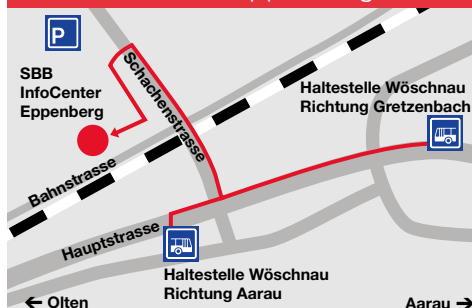 P
SBB
InfoCenter
Eppenberg
Schachenstrasse
Haltestelle Wöschnau
Richtung Gretzenbach
Bahnstrasse
Hauptstrasse
Haltestelle Wöschnau
Richtung Aarau
← Olten
Aarau →